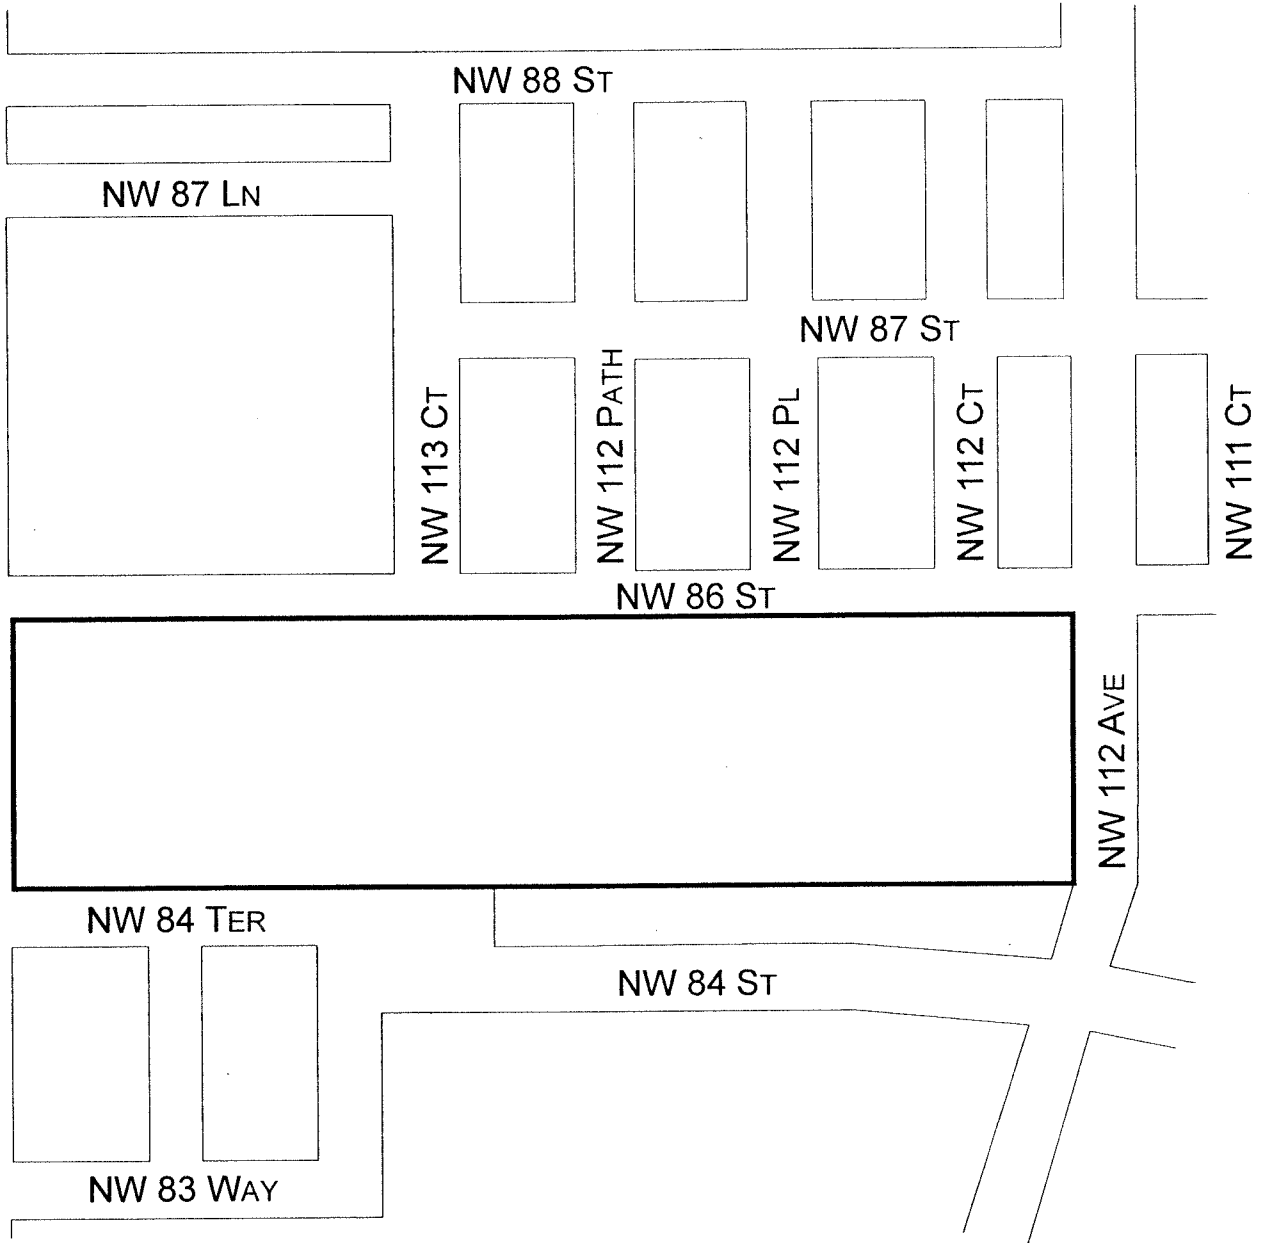 NW 88 ST
NW 87 LN
NW 87 ST
NW 113 CT
NW 112 PATH
NW 112 PL
NW 112 CT
NW 111 CT
NW 86 ST
NW 112 AVE
NW 84 TER
NW 84 ST
NW 83 WAY